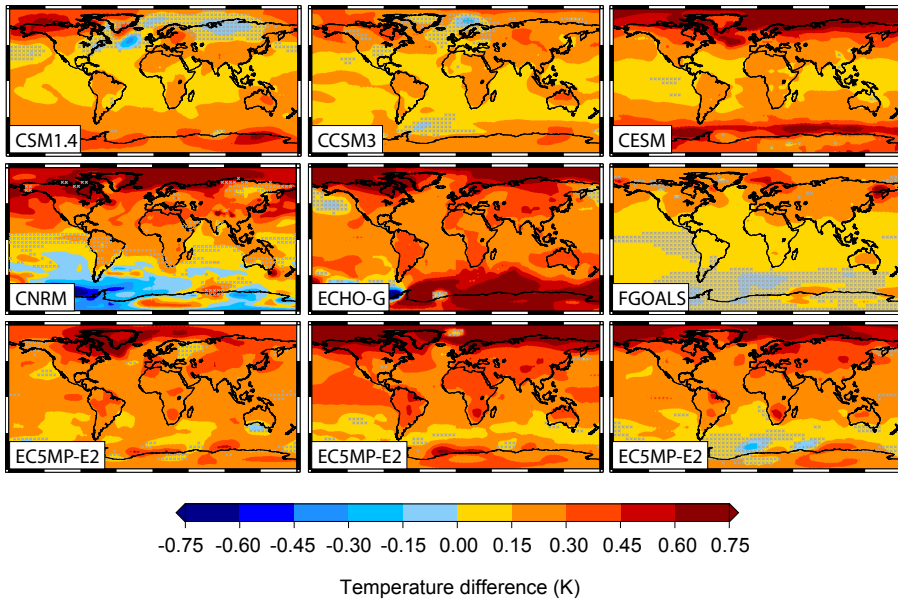 CSM1.4
CCSM3
CESM
CNRM
ECHO-G
FGOALS
EC5MP-E2
EC5MP-E2
EC5MP-E2
-0.75 -0.60 -0.45 -0.30 -0.15 0.00 0.15 0.30 0.45 0.60 0.75
Temperature difference (K)